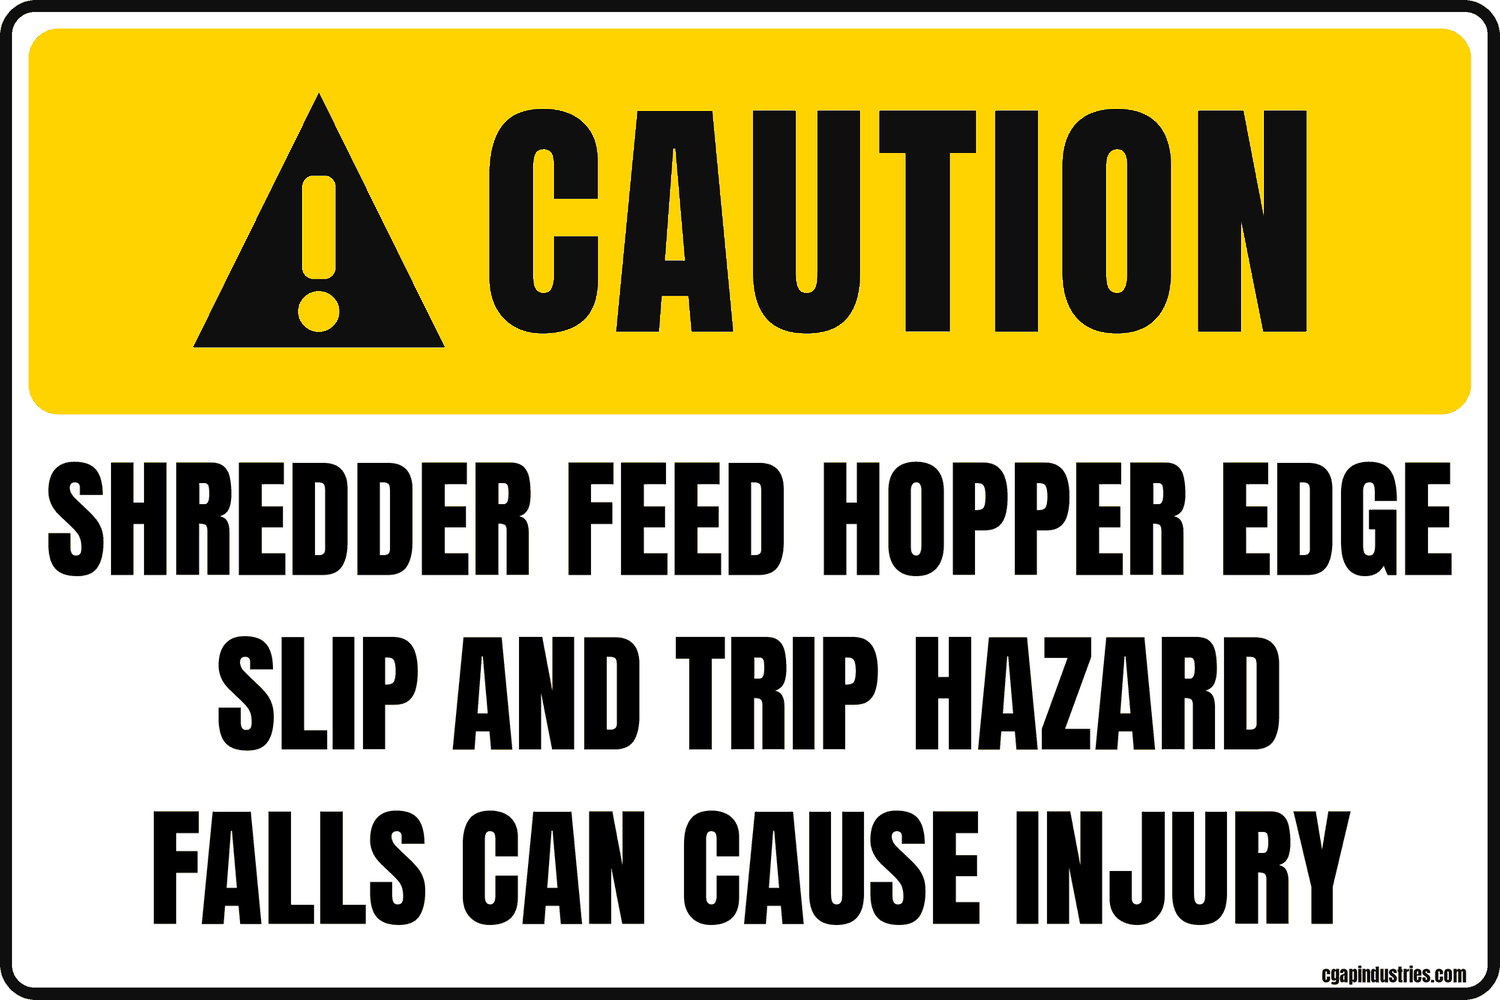 CAUTION
SHREDDER FEED HOPPER EDGE
SLIP AND TRIP HAZARD
FALLS CAN CAUSE INJURY
cgapindustries.com